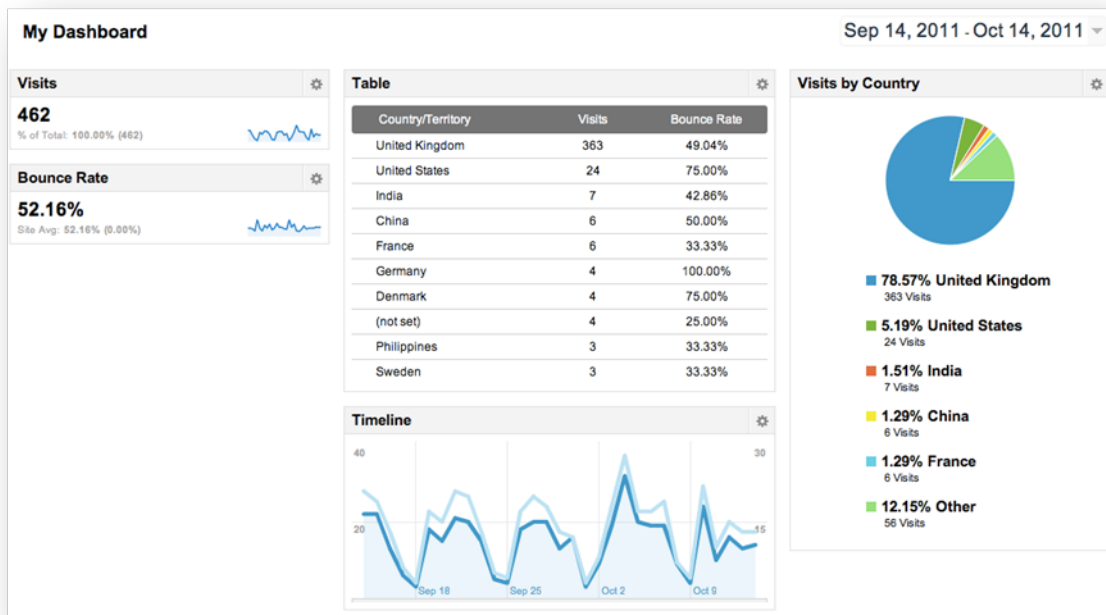 My Dashboard
Sep 14, 2011 - Oct 14, 2011
Visits
462
% of Total: 100.00% (462)
Bounce Rate
52.16%
Site Avg: 52.16% (0.00%)
Table
Country/Territory Visits Bounce Rate
United Kingdom 363 49.04%
United States 24 75.00%
India 7 42.86%
China 6 50.00%
France 6 33.33%
Germany 4 100.00%
Denmark 4 75.00%
(not set) 4 25.00%
Philippines 3 33.33%
Sweden 3 33.33%
Timeline
40 30
20 15
Sep 18 Sep 25 Oct 2 Oct 9
Visits by Country
78.57% United Kingdom
363 Visits
5.19% United States
24 Visits
1.51% India
7 Visits
1.29% China
6 Visits
1.29% France
6 Visits
12.15% Other
56 Visits